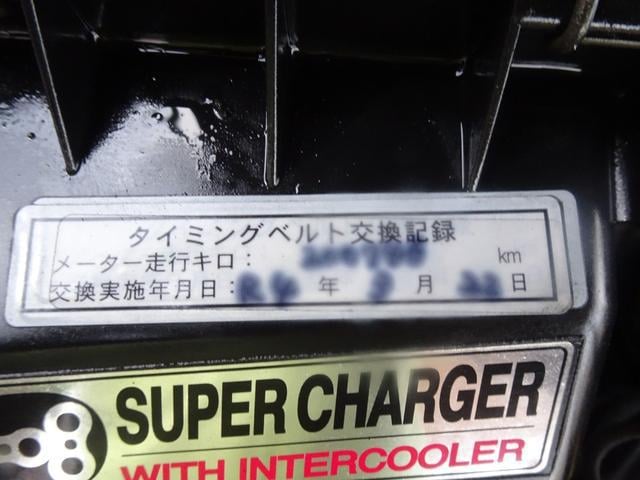 タイミングベルト交換記録
メーター走行キロ: km
交換実施年月日: 年 月 日
SUPER CHARGER
WITH INTERCOOLER